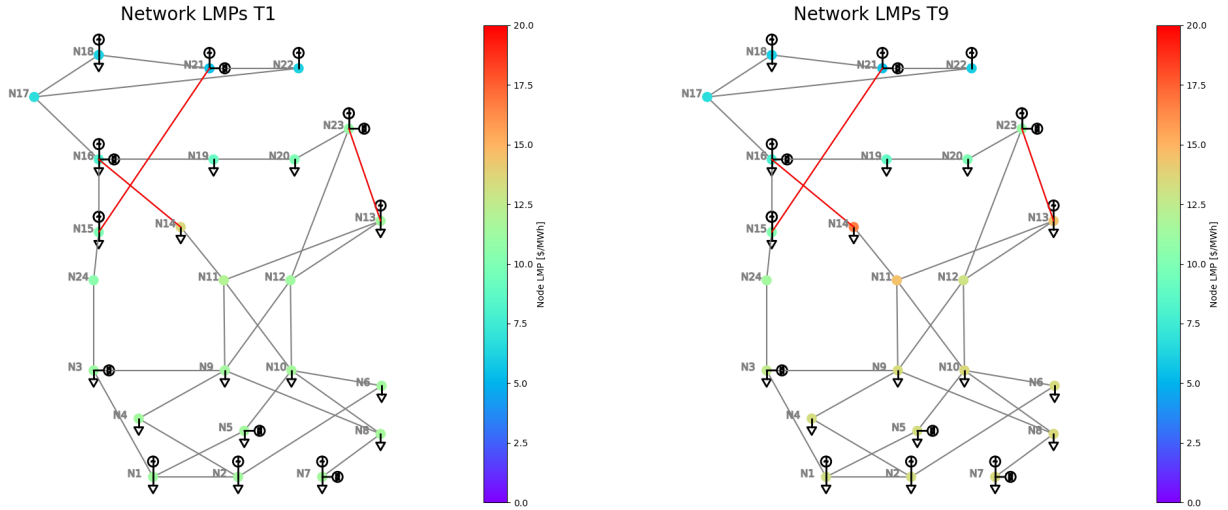 Network LMPs T1
N18
N21
N22
N17
N23
N16
N19
N20
N15
N14
N13
N24
N11
N12
N3
N9
N10
N6
N4
N5
N8
N1
N2
N7
20.0
17.5
15.0
12.5
10.0
7.5
5.0
2.5
0.0
Node LMP [$/MWh]
Network LMPs T9
N18
N21
N22
N17
N23
N16
N19
N20
N15
N14
N13
N24
N11
N12
N3
N9
N10
N6
N4
N5
N8
N1
N2
N7
20.0
17.5
15.0
12.5
10.0
7.5
5.0
2.5
0.0
Node LMP [$/MWh]